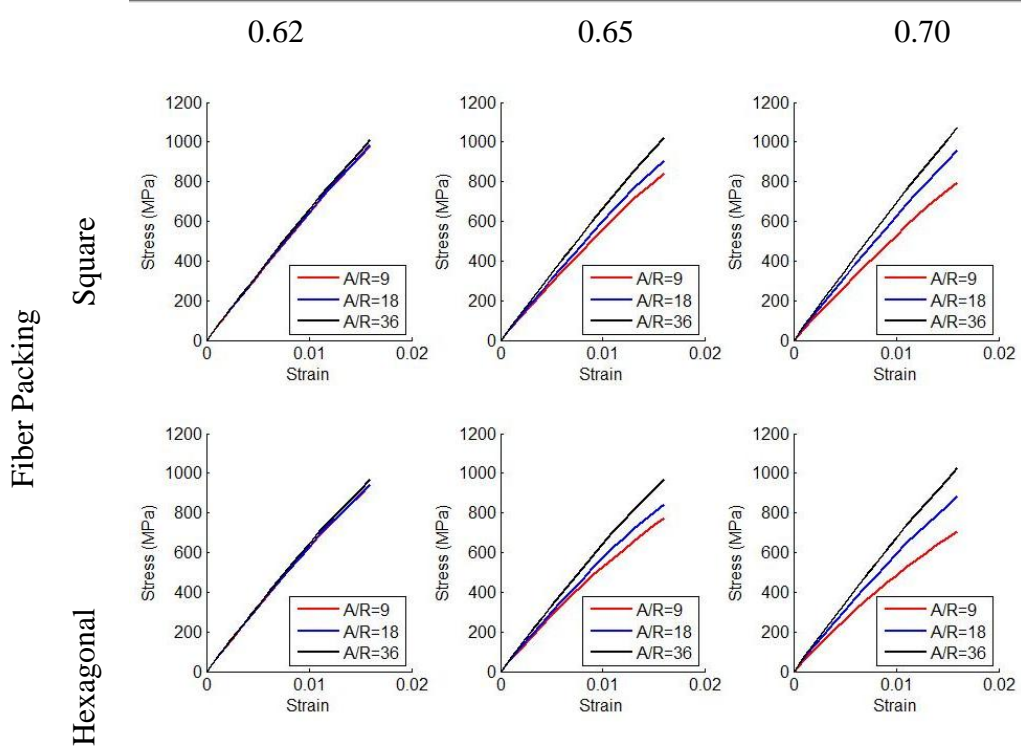 0.62 0.65 0.70
Fiber Packing
Square
1200
1000
800
600
400
200
0
Stress (MPa)
A/R=9
A/R=18
A/R=36
0 0.01 0.02
Strain
1200
1000
800
600
400
200
0
Stress (MPa)
A/R=9
A/R=18
A/R=36
0 0.01 0.02
Strain
1200
1000
800
600
400
200
0
Stress (MPa)
A/R=9
A/R=18
A/R=36
0 0.01 0.02
Strain
Hexagonal
1200
1000
800
600
400
200
0
Stress (MPa)
A/R=9
A/R=18
A/R=36
0 0.01 0.02
Strain
1200
1000
800
600
400
200
0
Stress (MPa)
A/R=9
A/R=18
A/R=36
0 0.01 0.02
Strain
1200
1000
800
600
400
200
0
Stress (MPa)
A/R=9
A/R=18
A/R=36
0 0.01 0.02
Strain